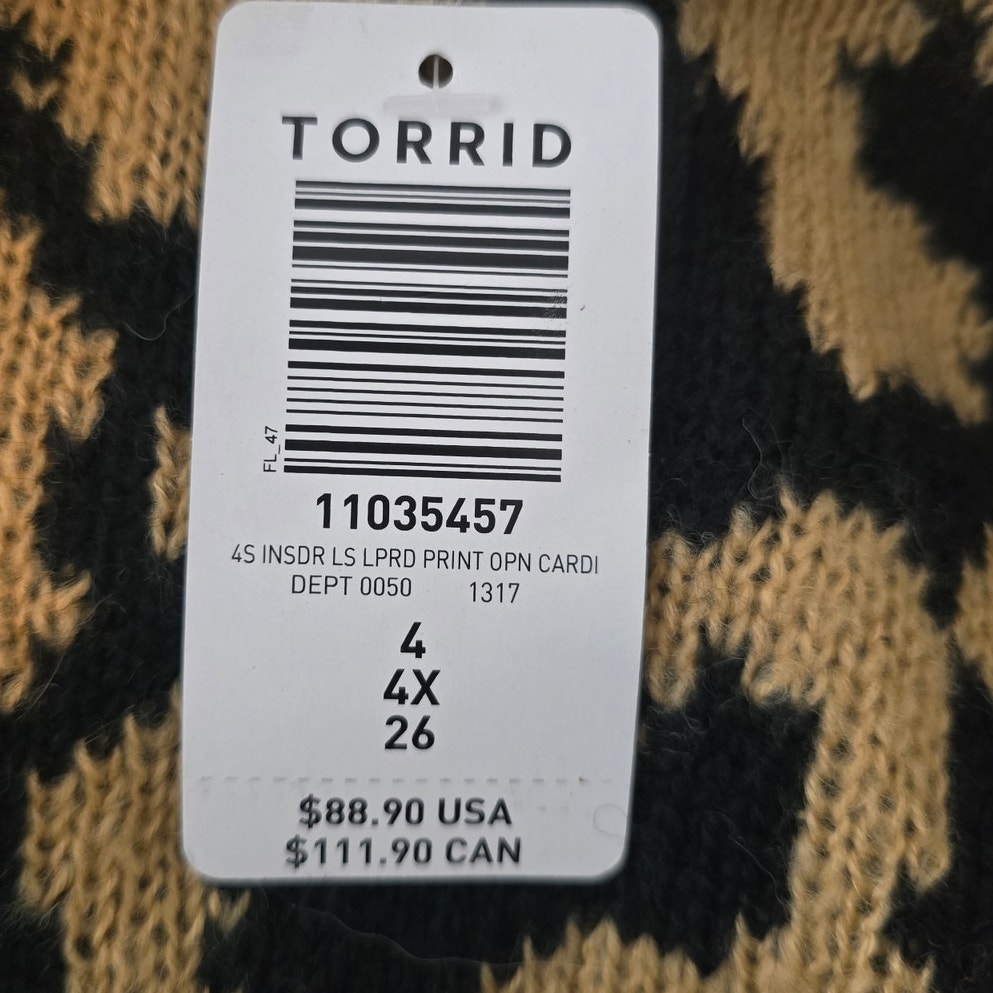 TORRID
FL_47
11035457
4S INSDR LS LPRD PRINT OPN CARDI
DEPT 0050 1317
4
4X
26
$88.90 USA
$111.90 CAN